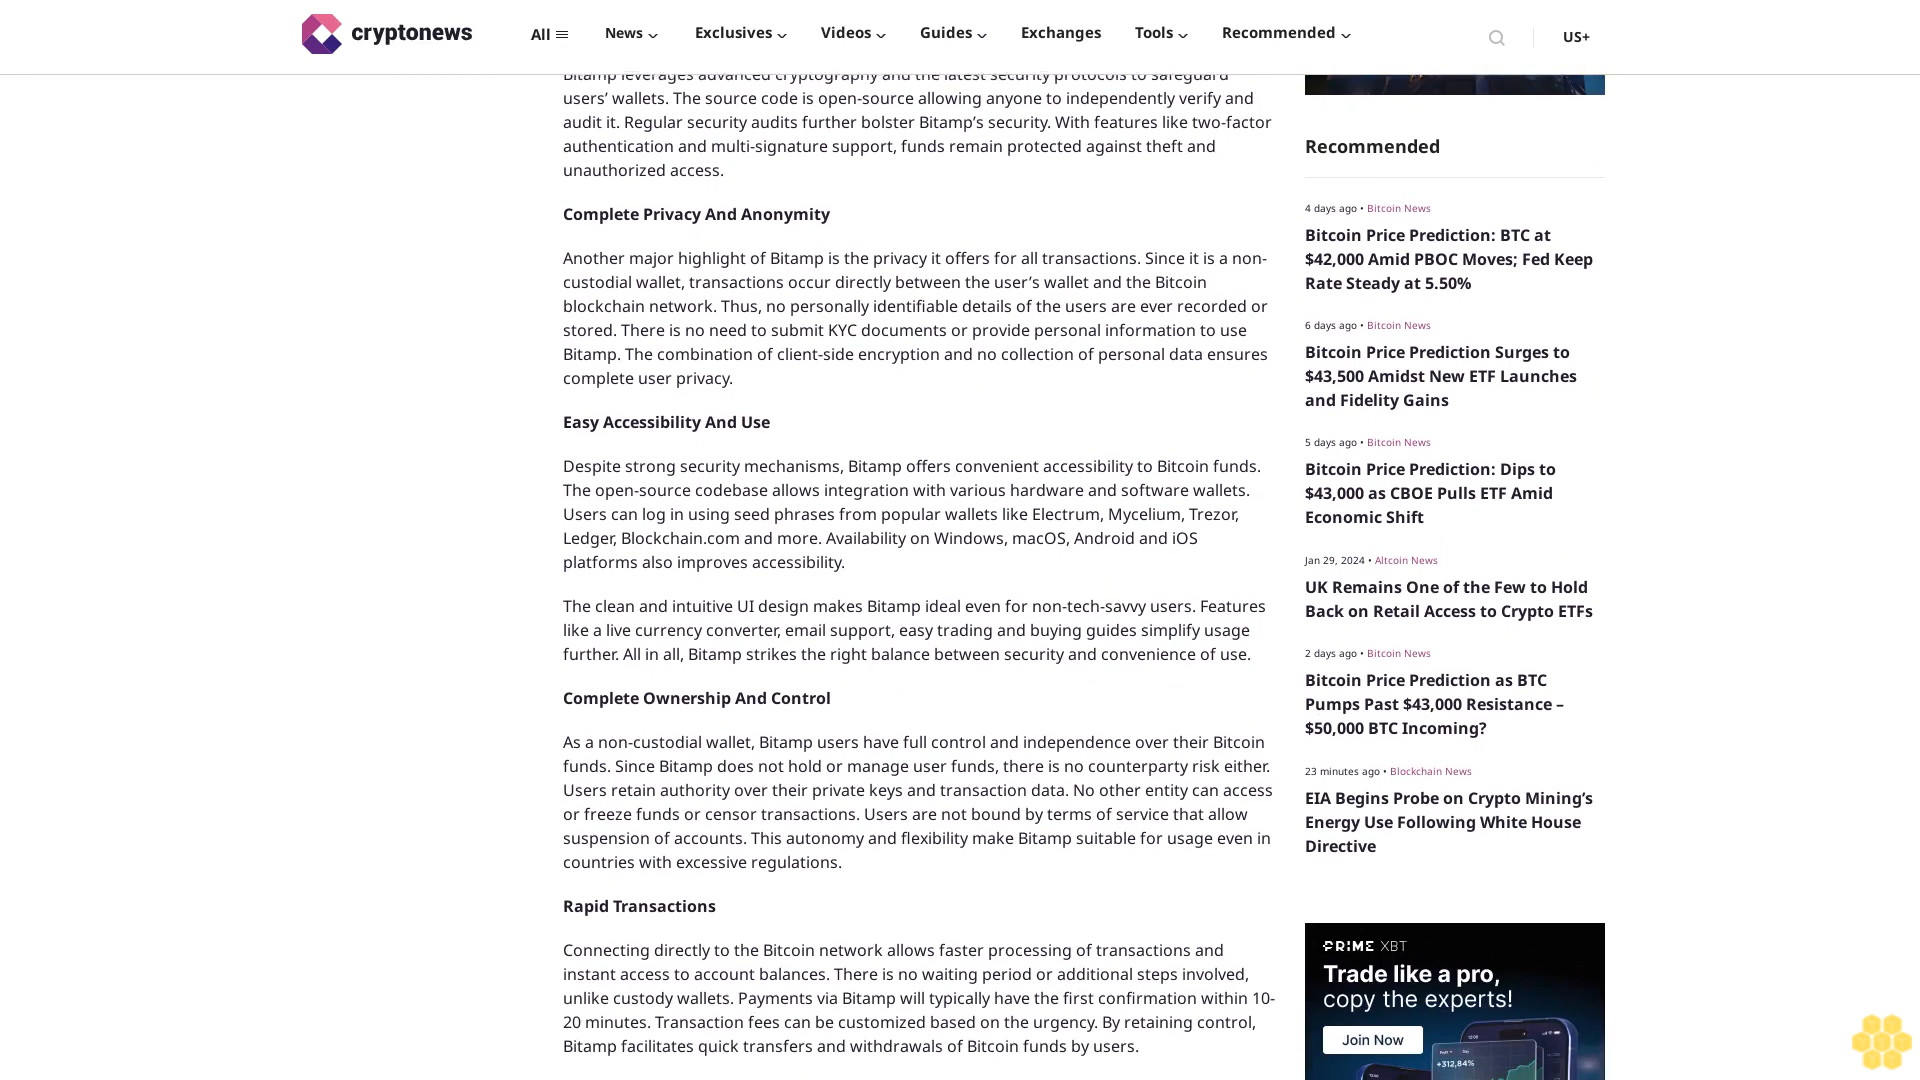 cryptonews
All
News
Exclusives
Videos
Guides
Exchanges
Tools
Recommended
US+
Bitamp leverages advanced cryptography and the latest security protocols to safeguard
users’ wallets. The source code is open-source allowing anyone to independently verify and
audit it. Regular security audits further bolster Bitamp’s security. With features like two-factor
authentication and multi-signature support, funds remain protected against theft and
unauthorized access.
Complete Privacy And Anonymity
Another major highlight of Bitamp is the privacy it offers for all transactions. Since it is a non-
custodial wallet, transactions occur directly between the user’s wallet and the Bitcoin
blockchain network. Thus, no personally identifiable details of the users are ever recorded or
stored. There is no need to submit KYC documents or provide personal information to use
Bitamp. The combination of client-side encryption and no collection of personal data ensures
complete user privacy.
Easy Accessibility And Use
Despite strong security mechanisms, Bitamp offers convenient accessibility to Bitcoin funds.
The open-source codebase allows integration with various hardware and software wallets.
Users can log in using seed phrases from popular wallets like Electrum, Mycelium, Trezor,
Ledger, Blockchain.com and more. Availability on Windows, macOS, Android and iOS
platforms also improves accessibility.
The clean and intuitive UI design makes Bitamp ideal even for non-tech-savvy users. Features
like a live currency converter, email support, easy trading and buying guides simplify usage
further. All in all, Bitamp strikes the right balance between security and convenience of use.
Complete Ownership And Control
As a non-custodial wallet, Bitamp users have full control and independence over their Bitcoin
funds. Since Bitamp does not hold or manage user funds, there is no counterparty risk either.
Users retain authority over their private keys and transaction data. No other entity can access
or freeze funds or censor transactions. Users are not bound by terms of service that allow
suspension of accounts. This autonomy and flexibility make Bitamp suitable for usage even in
countries with excessive regulations.
Rapid Transactions
Connecting directly to the Bitcoin network allows faster processing of transactions and
instant access to account balances. There is no waiting period or additional steps involved,
unlike custody wallets. Payments via Bitamp will typically have the first confirmation within 10-
20 minutes. Transaction fees can be customized based on the urgency. By retaining control,
Bitamp facilitates quick transfers and withdrawals of Bitcoin funds by users.
Recommended
4 days ago • Bitcoin News
Bitcoin Price Prediction: BTC at
$42,000 Amid PBOC Moves; Fed Keep
Rate Steady at 5.50%
6 days ago • Bitcoin News
Bitcoin Price Prediction Surges to
$43,500 Amidst New ETF Launches
and Fidelity Gains
5 days ago • Bitcoin News
Bitcoin Price Prediction: Dips to
$43,000 as CBOE Pulls ETF Amid
Economic Shift
Jan 29, 2024 • Altcoin News
UK Remains One of the Few to Hold
Back on Retail Access to Crypto ETFs
2 days ago • Bitcoin News
Bitcoin Price Prediction as BTC
Pumps Past $43,000 Resistance –
$50,000 BTC Incoming?
23 minutes ago • Blockchain News
EIA Begins Probe on Crypto Mining’s
Energy Use Following White House
Directive
PRIME XBT
Trade like a pro,
copy the experts!
Join Now
+312,84%